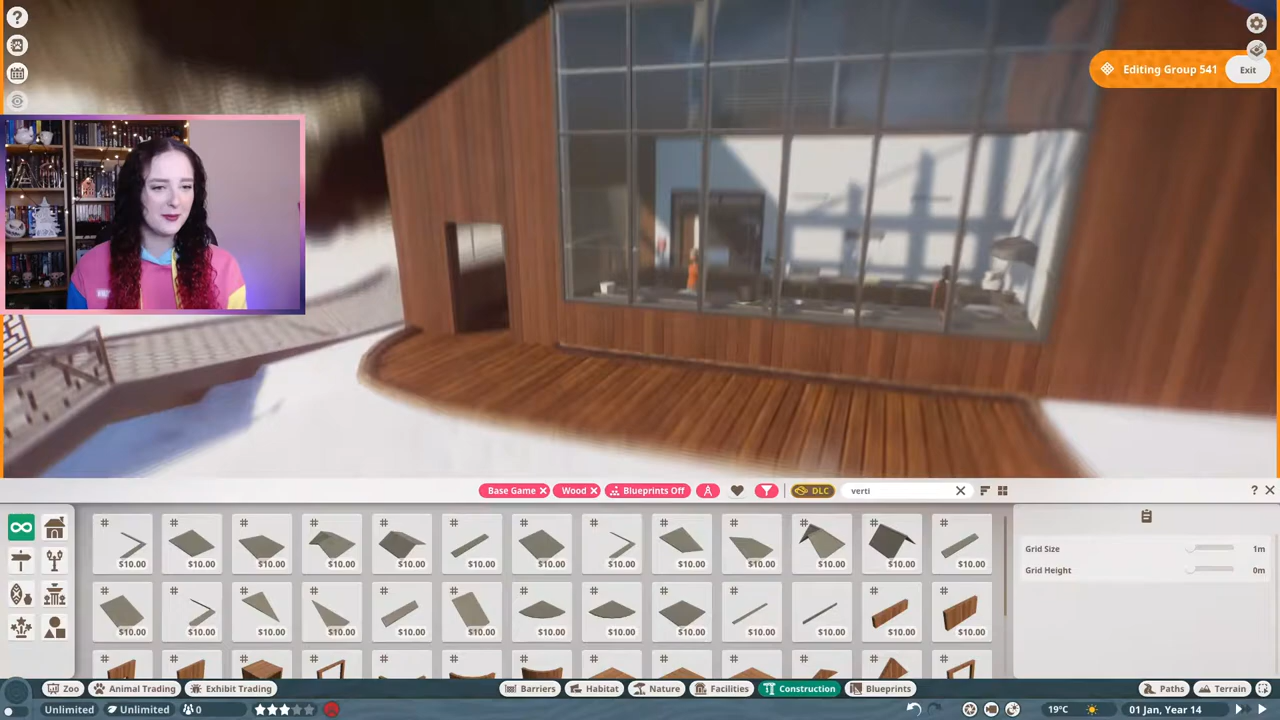 Editing Group 541
Exit
Base Game
Wood
Blueprints Off
DLC
verti
$10.00 $10.00 $10.00 $10.00 $10.00 $10.00 $10.00 $10.00 $10.00 $10.00 $10.00 $10.00 $10.00
$10.00 $10.00 $10.00 $10.00 $10.00 $10.00 $10.00 $10.00 $10.00 $10.00 $10.00 $10.00 $10.00
Grid Size 1m
Grid Height 0m
Zoo Animal Trading Exhibit Trading Barriers Habitat Nature Facilities Construction Blueprints Paths Terrain
Unlimited Unlimited 0 19°C 01 Jan, Year 14